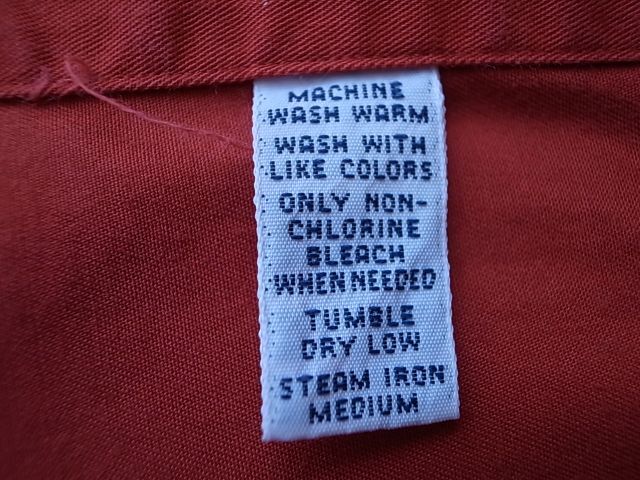 MACHINE
WASH WARM
WASH WITH
LIKE COLORS
ONLY NON-
CHLORINE
BLEACH
WHEN NEEDED
TUMBLE
DRY LOW
STEAM IRON
MEDIUM